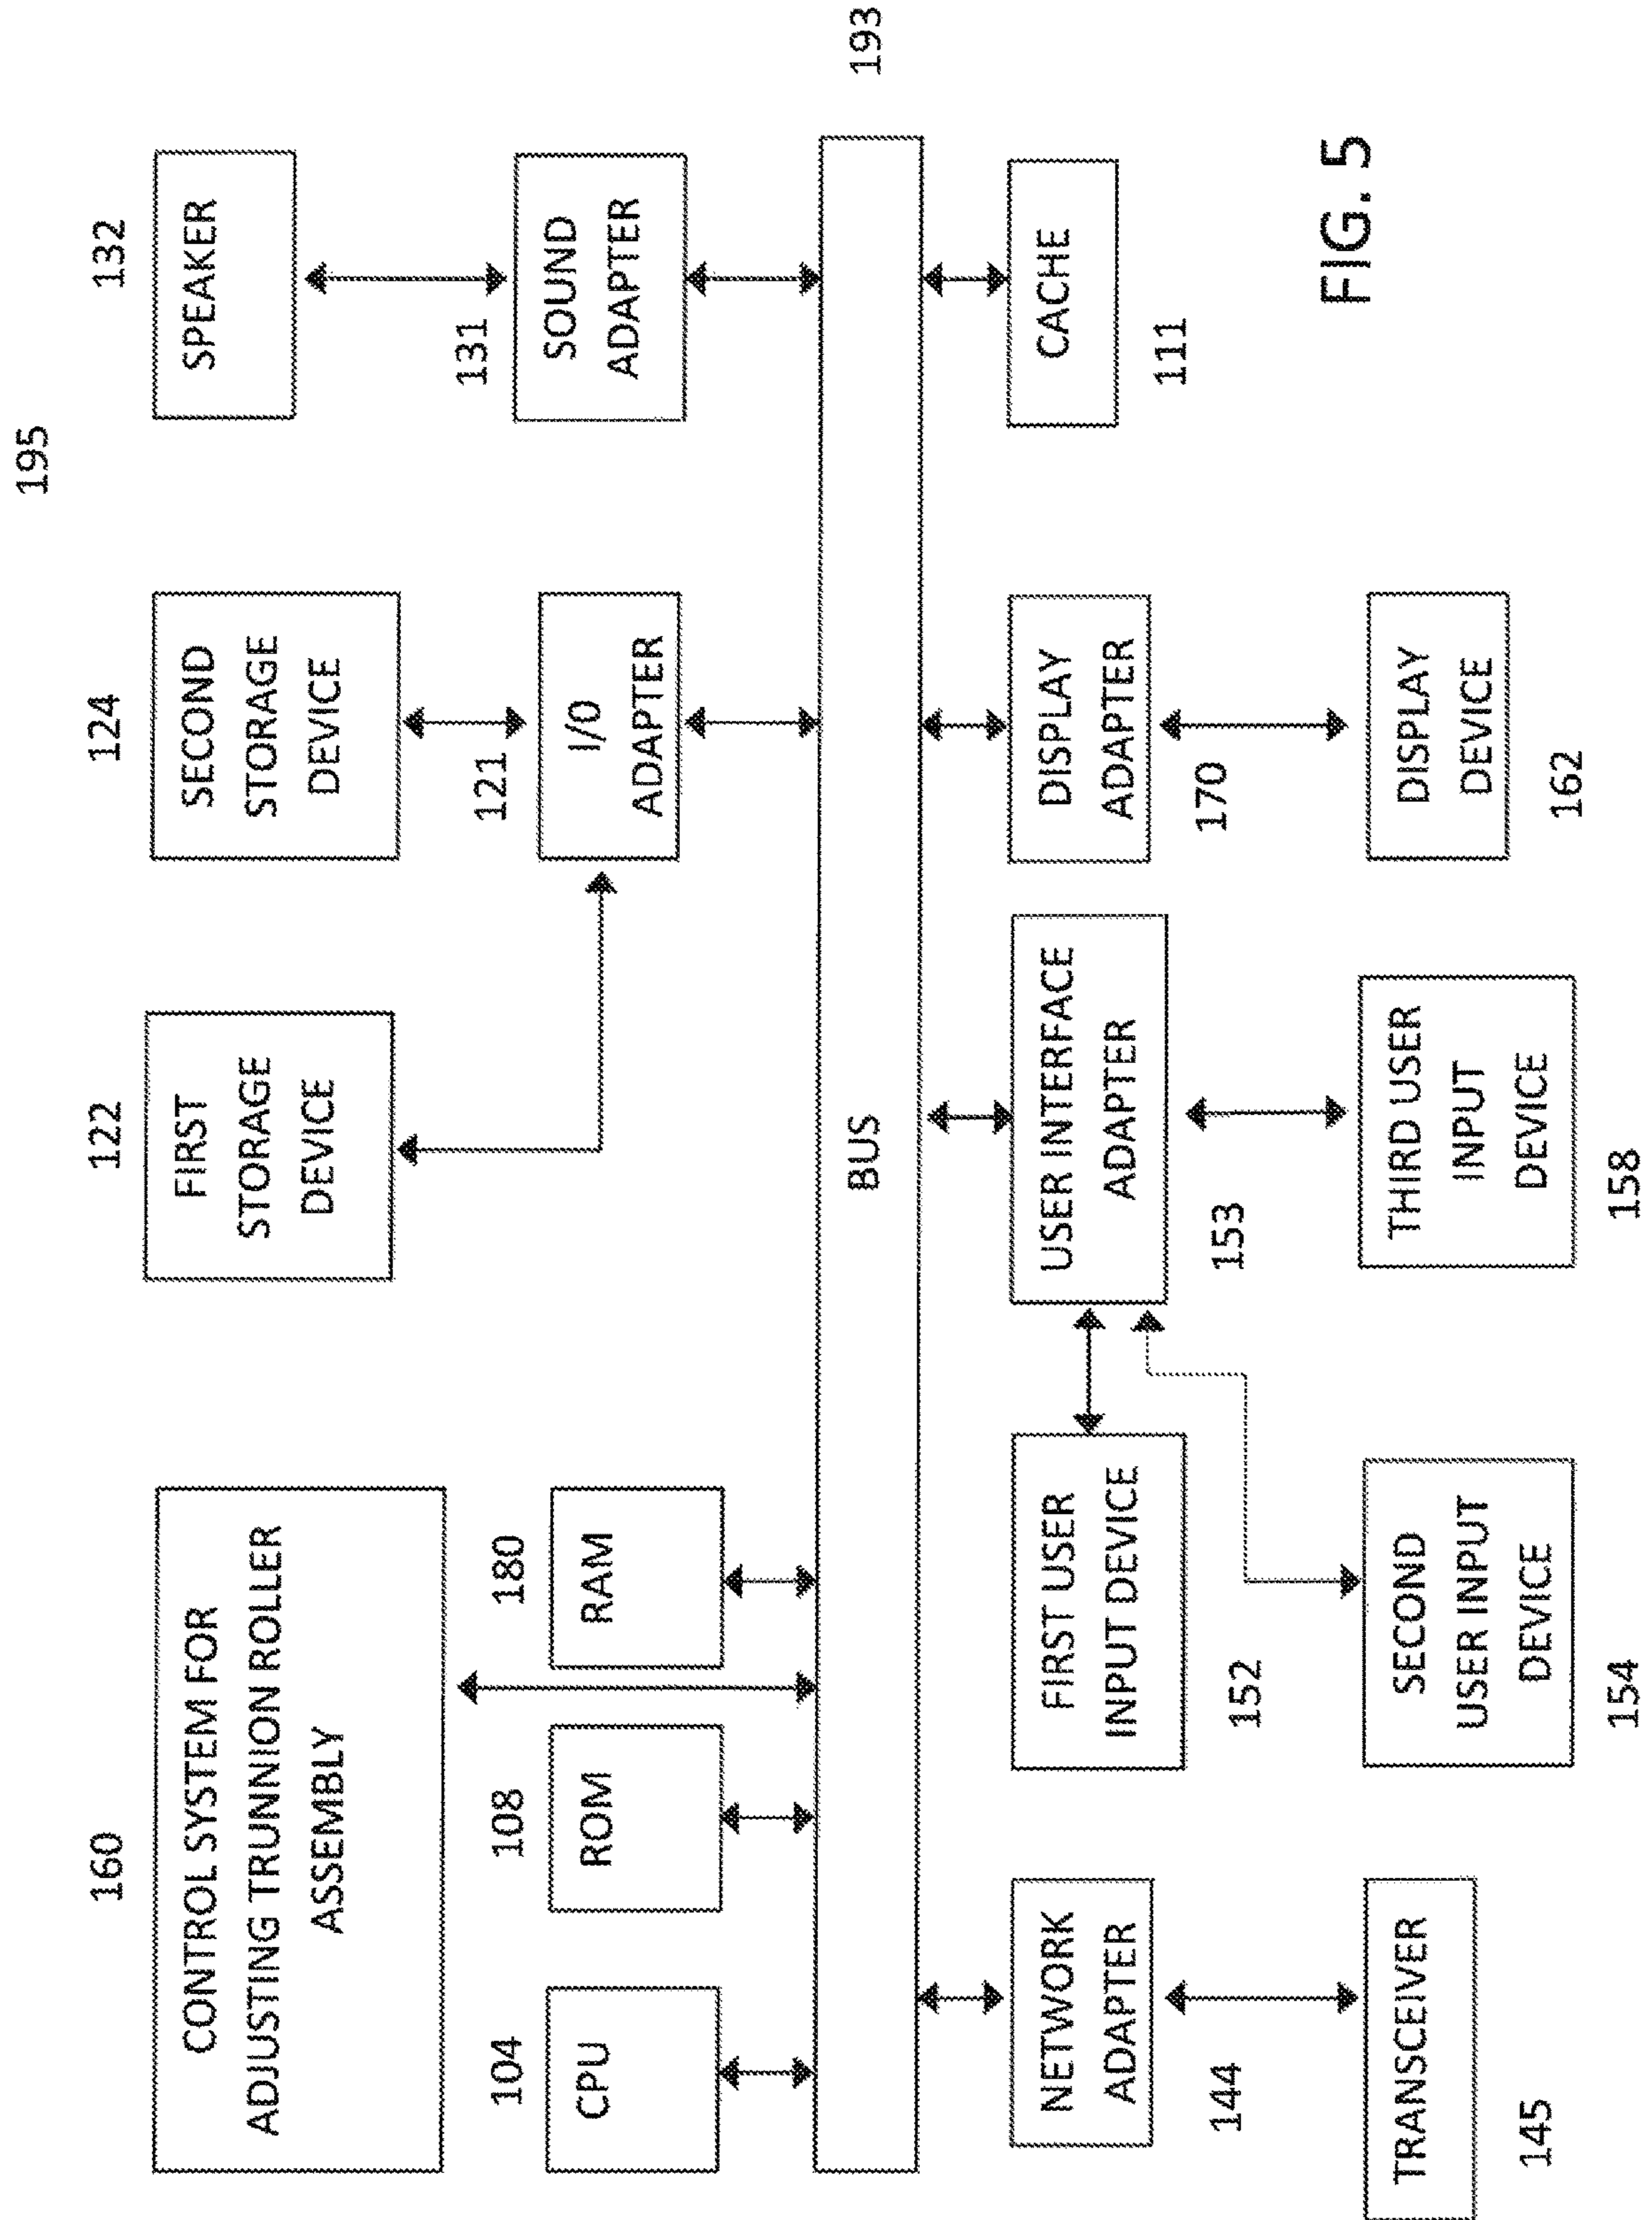 195
160
CONTROL SYSTEM FOR
ADJUSTING TRUNNION ROLLER
ASSEMBLY
122
FIRST
STORAGE
DEVICE
124
SECOND
STORAGE
DEVICE
132
SPEAKER
104
CPU
108
ROM
180
RAM
121
I/O
ADAPTER
131
SOUND
ADAPTER
BUS
193
NETWORK
ADAPTER
144
FIRST USER
INPUT DEVICE
152
USER INTERFACE
ADAPTER
153
DISPLAY
ADAPTER
170
CACHE
111
TRANSCEIVER
145
SECOND
USER INPUT
DEVICE
154
THIRD USER
INPUT
DEVICE
158
DISPLAY
DEVICE
162
FIG. 5